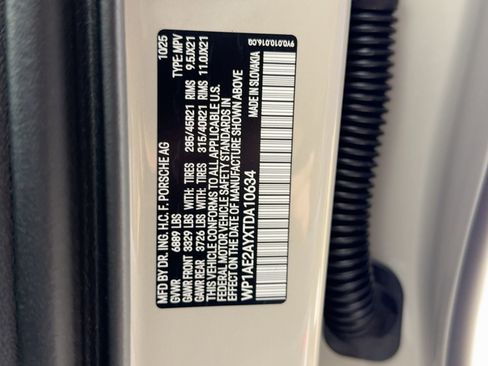 MFD BY DR. ING. H.C. F. PORSCHE AG 10/25
GVWR 6889 LBS TYPE: MPV
GAWR FRONT 3329 LBS WITH: TIRES 285/45R21 RIMS 9.5JX21
GAWR REAR 3726 LBS WITH: TIRES 315/40R21 RIMS 11.0JX21
THIS VEHICLE CONFORMS TO ALL APPLICABLE U.S.
FEDERAL MOTOR VEHICLE SAFETY STANDARDS IN
EFFECT ON THE DATE OF MANUFACTURE SHOWN ABOVE
WP1AE2AYXTDA10634 MADE IN SLOVAKIA
9Y0.010.016.CQ